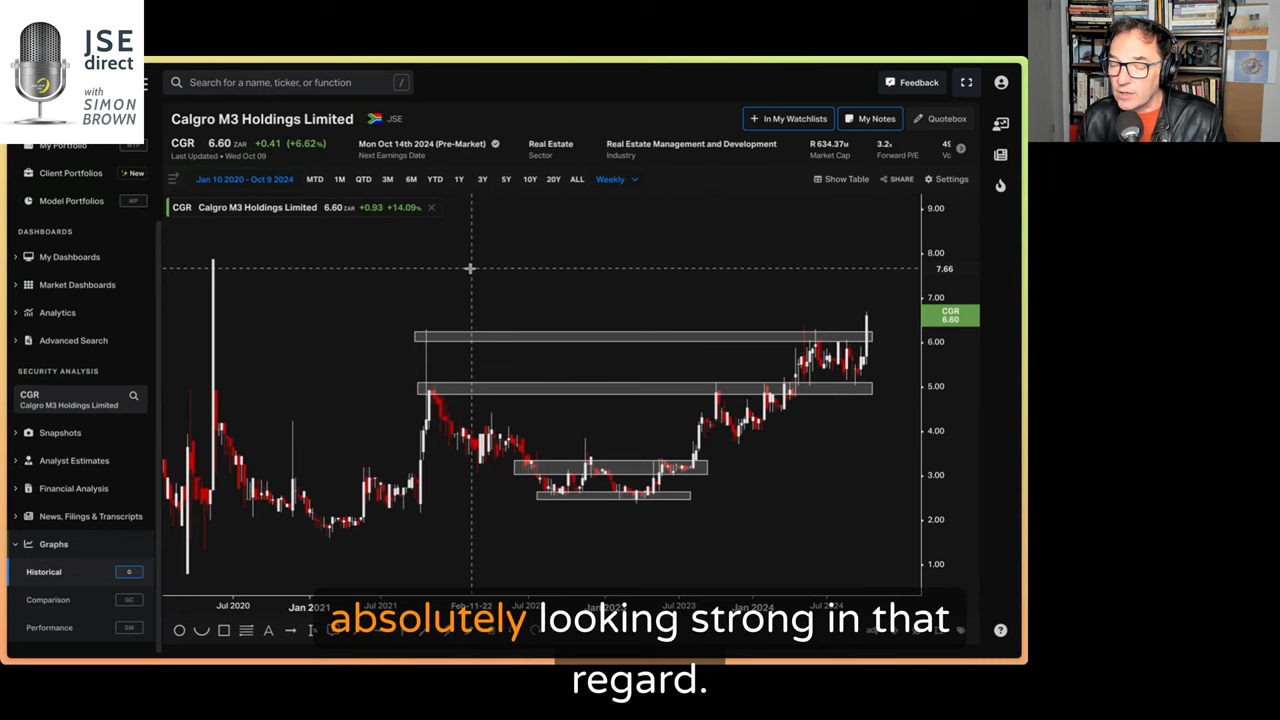 JSE
direct
with
SIMON
BROWN
Search for a name, ticker, or function
/
Feedback
Calgro M3 Holdings Limited JSE
In My Watchlists
My Notes
Quotebox
CGR 6.60 ZAR +0.41 (+6.62%)
Last Updated • Wed Oct 09
Mon Oct 14th 2024 (Pre-Market)
Next Earnings Date
Real Estate
Sector
Real Estate Management and Development
Industry
R 634.37M
Market Cap
3.2x
Forward P/E
Jan 10 2020 - Oct 9 2024 MTD 1M QTD 3M 6M YTD 1Y 3Y 5Y 10Y 20Y ALL Weekly
Show Table SHARE Settings
CGR Calgro M3 Holdings Limited 6.60 ZAR +0.93 +14.09%
My Portfolio
Client Portfolios New
Model Portfolios MP
DASHBOARDS
My Dashboards
Market Dashboards
Analytics
Advanced Search
SECURITY ANALYSIS
CGR
Calgro M3 Holdings Limited
Snapshots
Analyst Estimates
Financial Analysis
News, Filings & Transcripts
Graphs
Historical G
Comparison GC
Performance GM
9.00
8.00
7.66
7.00
CGR
6.60
6.00
5.00
4.00
3.00
2.00
1.00
Jul 2020 Jan 2021 Jul 2021 Feb-11-22 Jul 2023 Jan 2024
absolutely looking strong in that
regard.